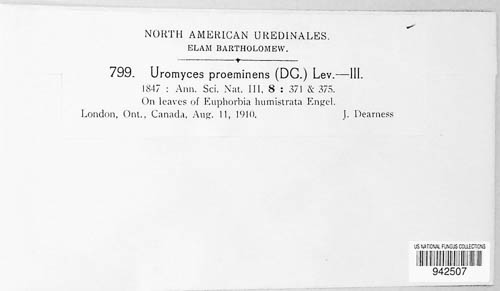 NORTH AMERICAN UREDINALES.
ELAM BARTHOLOMEW.
799. Uromyces proeminens (DG.) Lev.—III.
1847 : Ann. Sci. Nat. III, 8 : 371 & 375.
On leaves of Euphorbia humistrata Engel.
London, Ont., Canada, Aug. 11, 1910. J. Dearness
US NATIONAL FUNGUS COLLECTIONS
942507